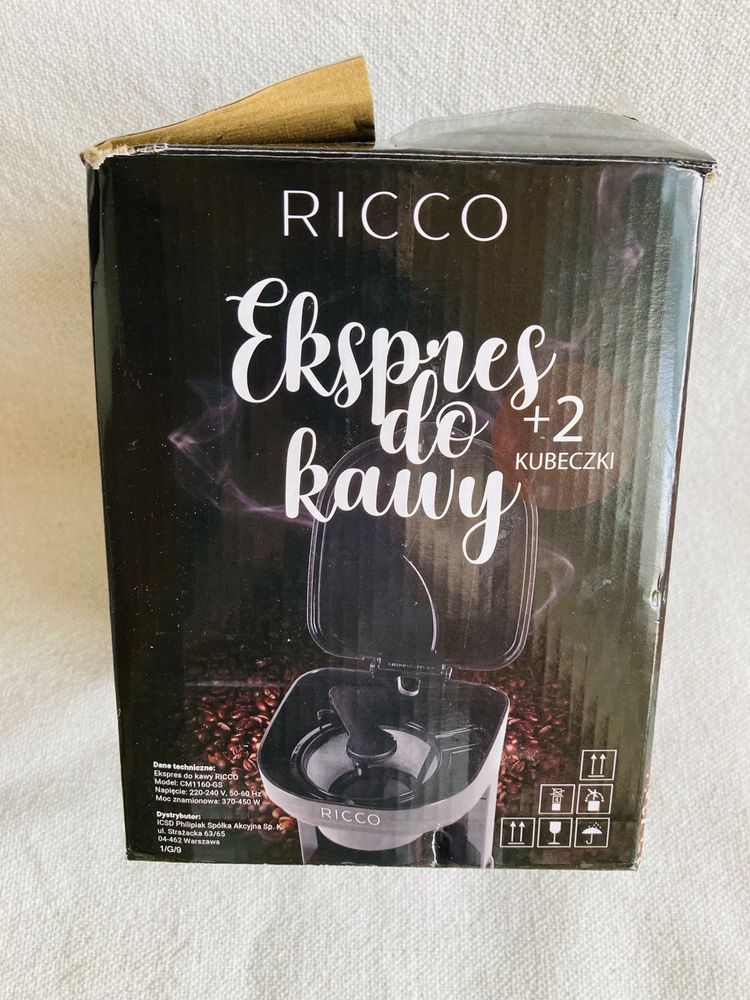 RICCO
Ekspres
do
kawy
+2
KUBECZKI
RICCO
Dane techniczne:
Ekspres do kawy RICCO
Model: CM1160-GS
Napięcie: 220-240 V, 50-60 Hz
Moc znamionowa: 370-450 W
Dystrybutor:
ICSD Philipiak Spółka Akcyjna Sp. K.
ul. Strażacka 63/65
04-462 Warszawa
1/G/9